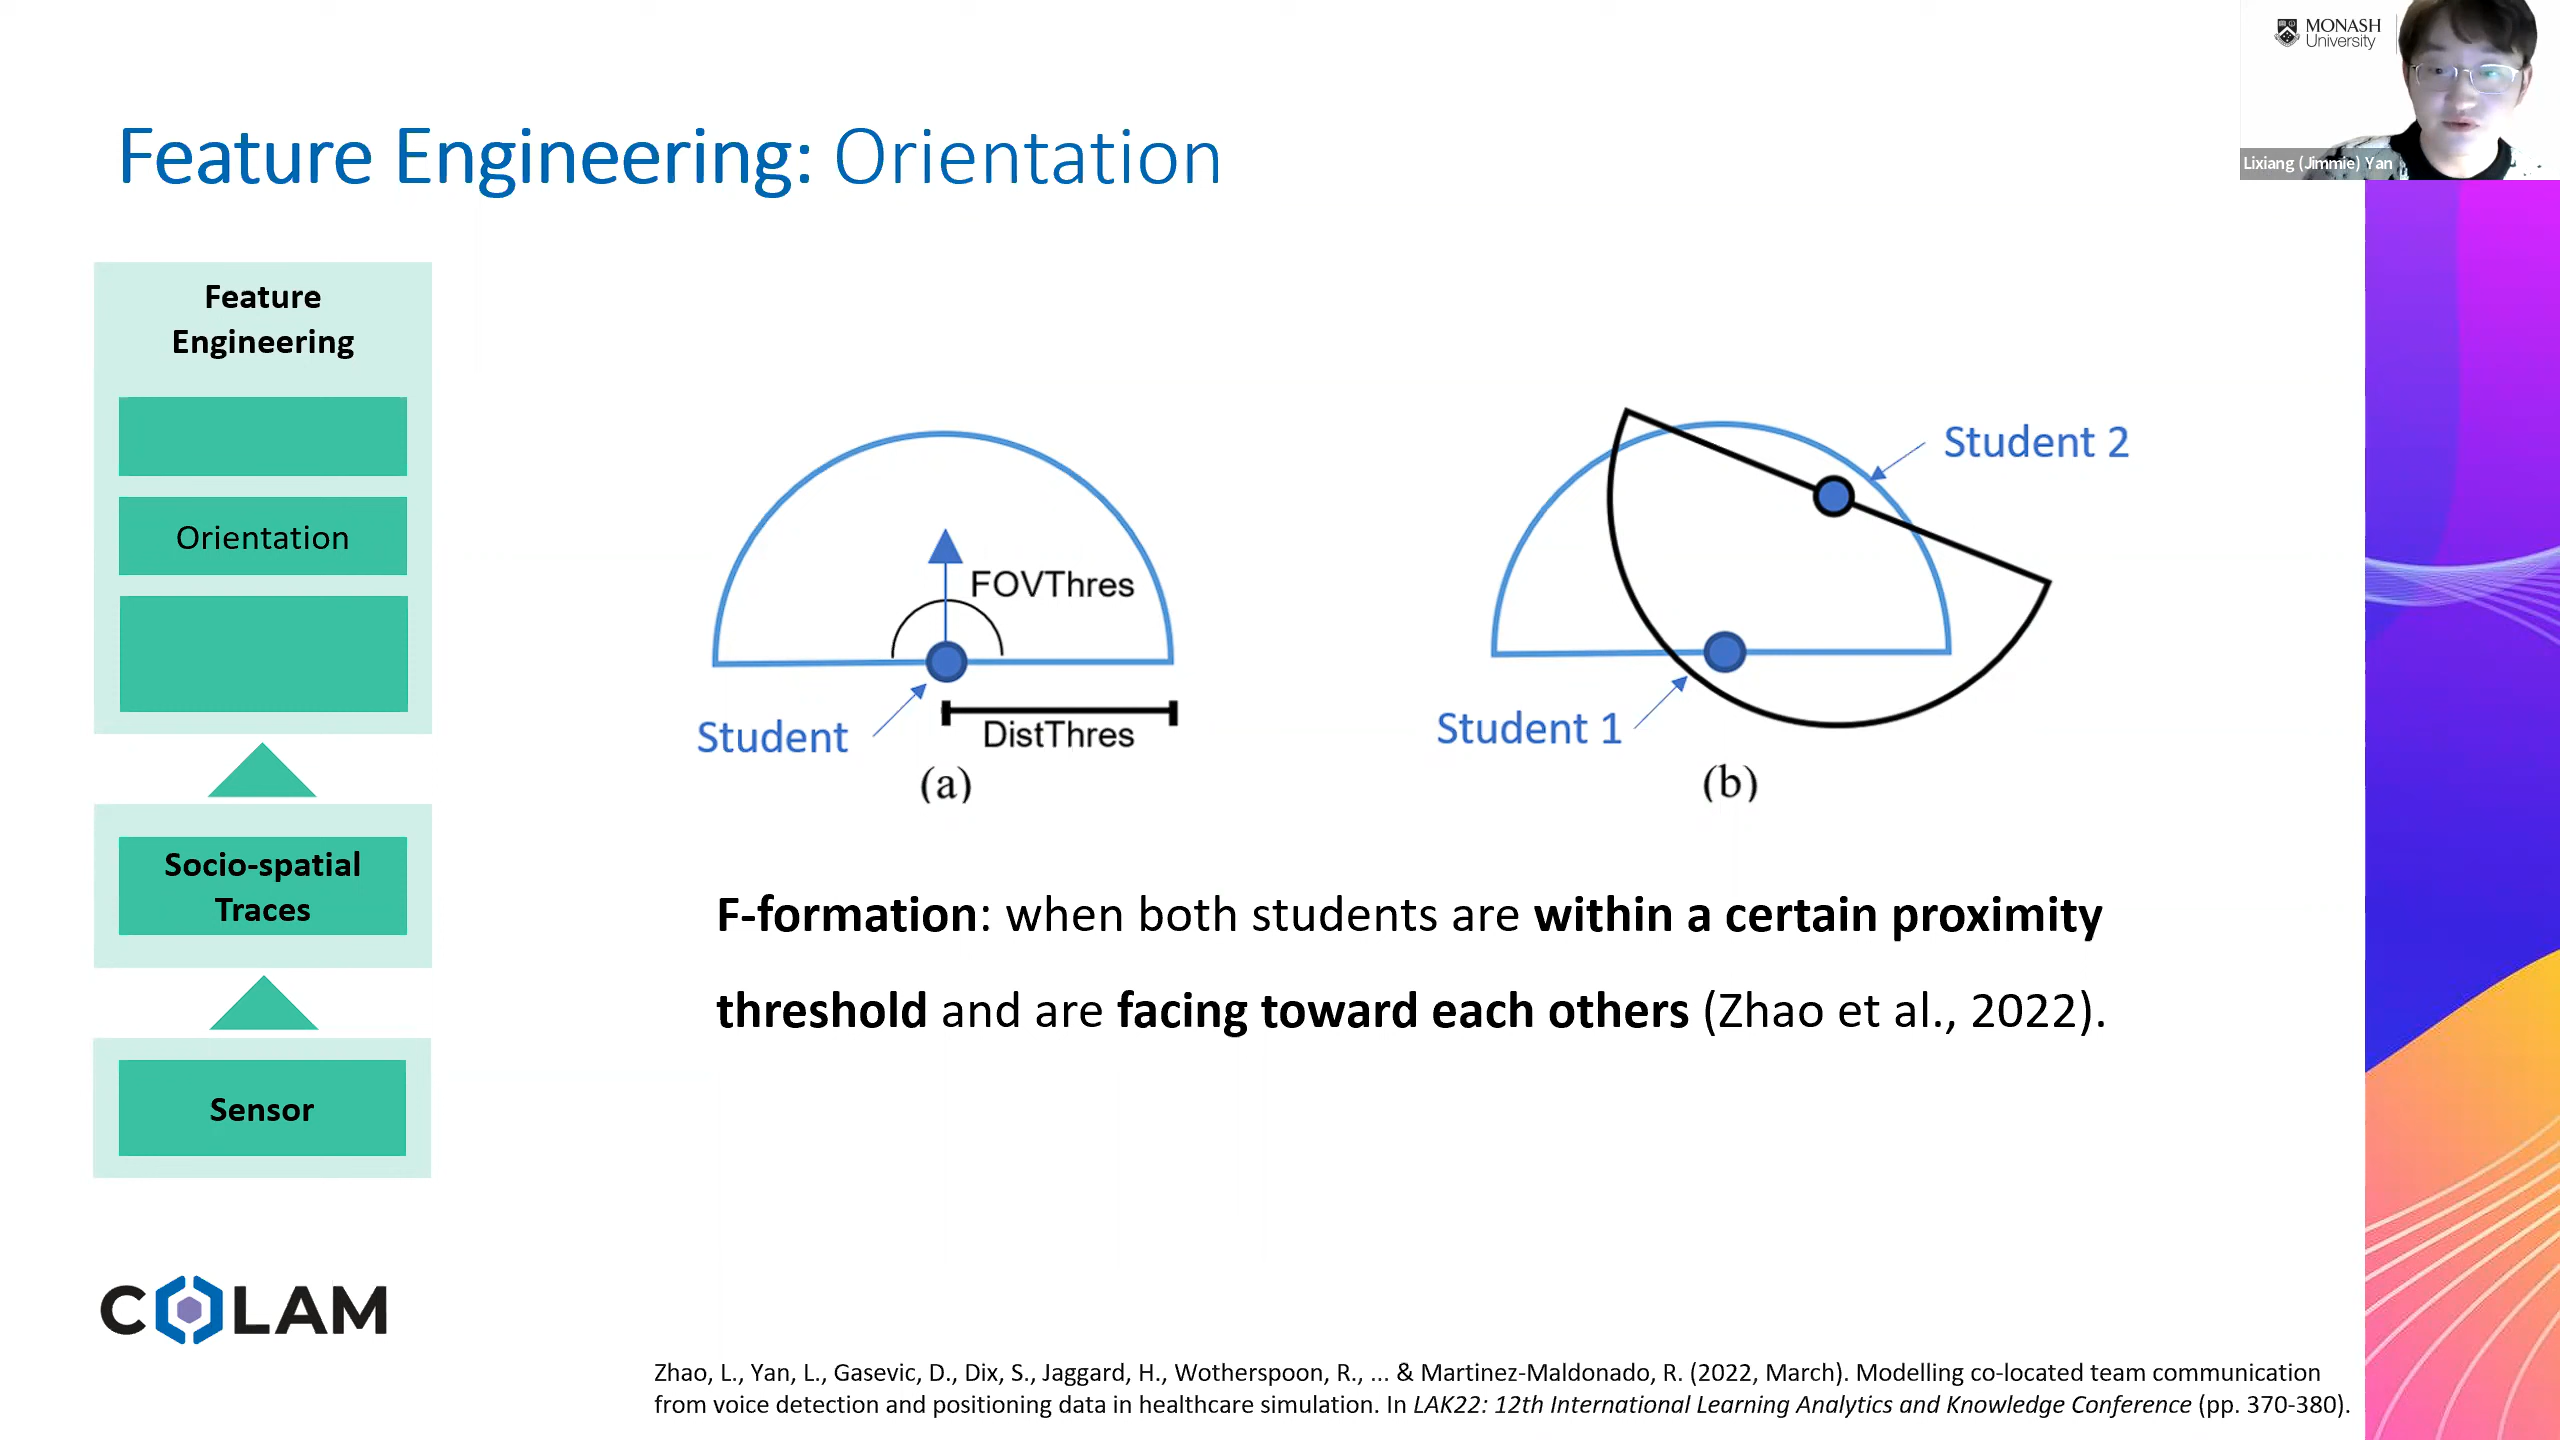 MONASH
University
Lixiang (Jimmie) Yan
Feature Engineering: Orientation
Feature
Engineering
Orientation
Socio-spatial
Traces
Sensor
COLAM
FOVThres
Student
DistThres
(a)
Student 2
Student 1
(b)
F-formation: when both students are within a certain proximity
threshold and are facing toward each others (Zhao et al., 2022).
Zhao, L., Yan, L., Gasevic, D., Dix, S., Jaggard, H., Wotherspoon, R., ... & Martinez-Maldonado, R. (2022, March). Modelling co-located team communication
from voice detection and positioning data in healthcare simulation. In LAK22: 12th International Learning Analytics and Knowledge Conference (pp. 370-380).